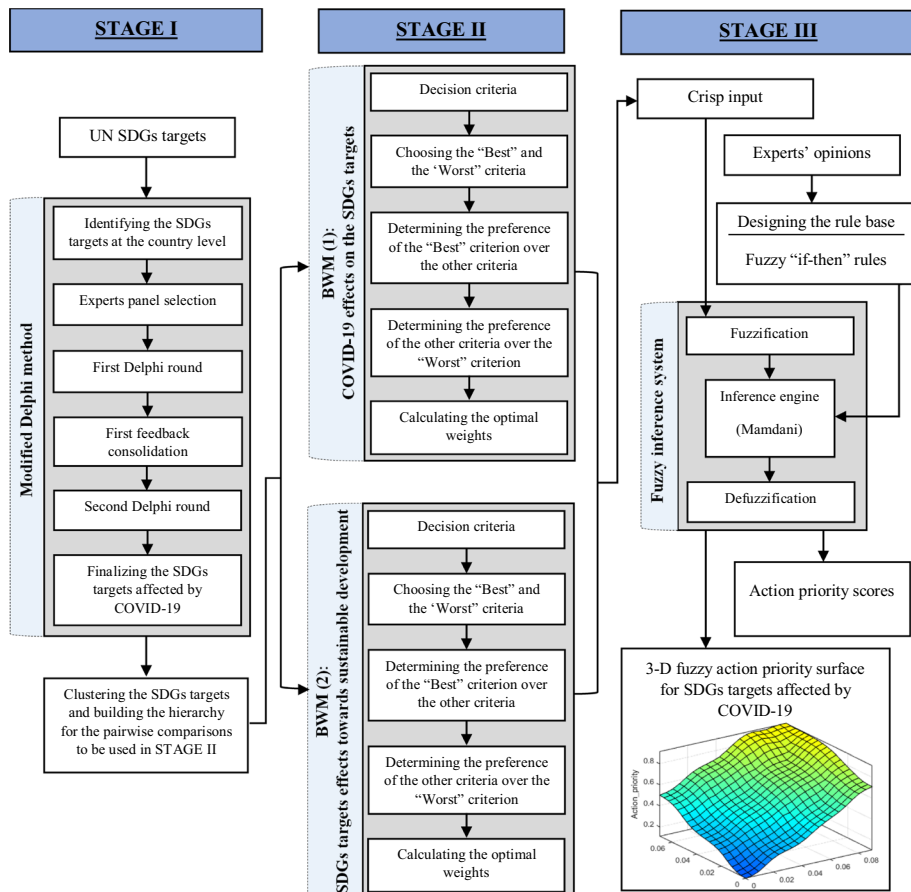 STAGE I
UN SDGs targets
Modified Delphi method
Identifying the SDGs
targets at the country level
Experts panel selection
First Delphi round
First feedback
consolidation
Second Delphi round
Finalizing the SDGs
targets affected by
COVID-19
Clustering the SDGs targets
and building the hierarchy
for the pairwise comparisons
to be used in STAGE II
STAGE II
BWM (1):
COVID-19 effects on the SDGs targets
Decision criteria
Choosing the “Best” and
the ‘Worst” criteria
Determining the preference
of the “Best” criterion over
the other criteria
Determining the preference
of the other criteria over the
“Worst” criterion
Calculating the optimal
weights
BWM (2):
SDGs targets effects towards sustainable development
Decision criteria
Choosing the “Best” and
the ‘Worst” criteria
Determining the preference
of the “Best” criterion over
the other criteria
Determining the preference
of the other criteria over the
“Worst” criterion
Calculating the optimal
weights
STAGE III
Crisp input
Experts’ opinions
Designing the rule base
Fuzzy “if-then” rules
Fuzzy inference system
Fuzzification
Inference engine
(Mamdani)
Defuzzification
Action priority scores
3-D fuzzy action priority surface
for SDGs targets affected by
COVID-19
Action_priority
0.8
0.6
0.4
0.2
0.06
0.04
0.02
0
0
0.02
0.04
0.06
0.08